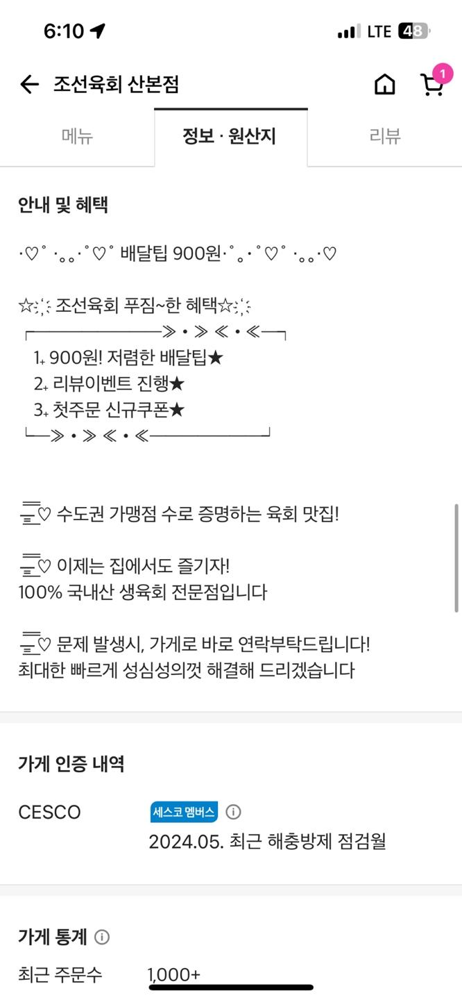 6:10
LTE 48
조선육회 산본점
1
메뉴
정보 · 원산지
리뷰
안내 및 혜택
·♡ﾟ ·｡｡·ﾟ♡ﾟ 배달팁 900원·ﾟ｡·ﾟ♡ﾟ ·｡｡·♡
☆҉ 조선육회 푸짐~한 혜택☆҉
┌────────≫ • ≫ ≪ • ≪─┐
1₊ 900원! 저렴한 배달팁★
2₊ 리뷰이벤트 진행★
3₊ 첫주문 신규쿠폰★
└─≫ • ≫ ≪ • ≪────────┘
♡ 수도권 가맹점 수로 증명하는 육회 맛집!
♡ 이제는 집에서도 즐기자!
100% 국내산 생육회 전문점입니다
♡ 문제 발생시, 가게로 바로 연락부탁드립니다!
최대한 빠르게 성심성의껏 해결해 드리겠습니다
가게 인증 내역
CESCO
세스코 멤버스
2024.05. 최근 해충방제 점검월
가게 통계
최근 주문수 1,000+